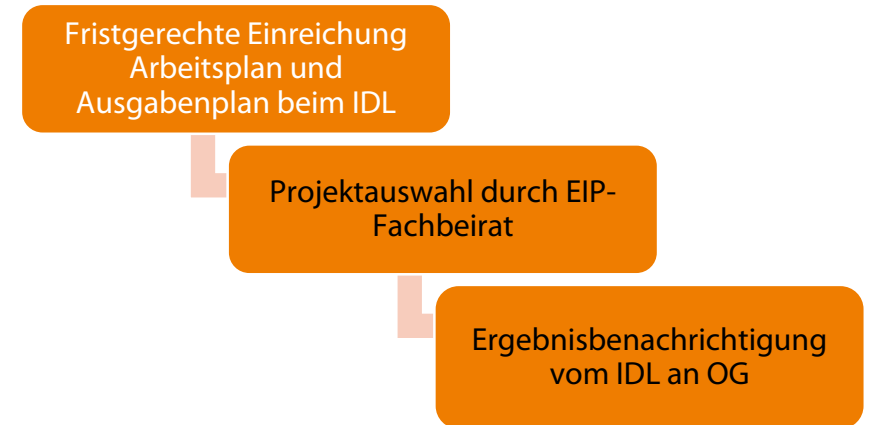 Fristgerechte Einreichung
Arbeitsplan und
Ausgabenplan beim IDL
Projektauswahl durch EIP-
Fachbeirat
Ergebnisbenachrichtigung
vom IDL an OG